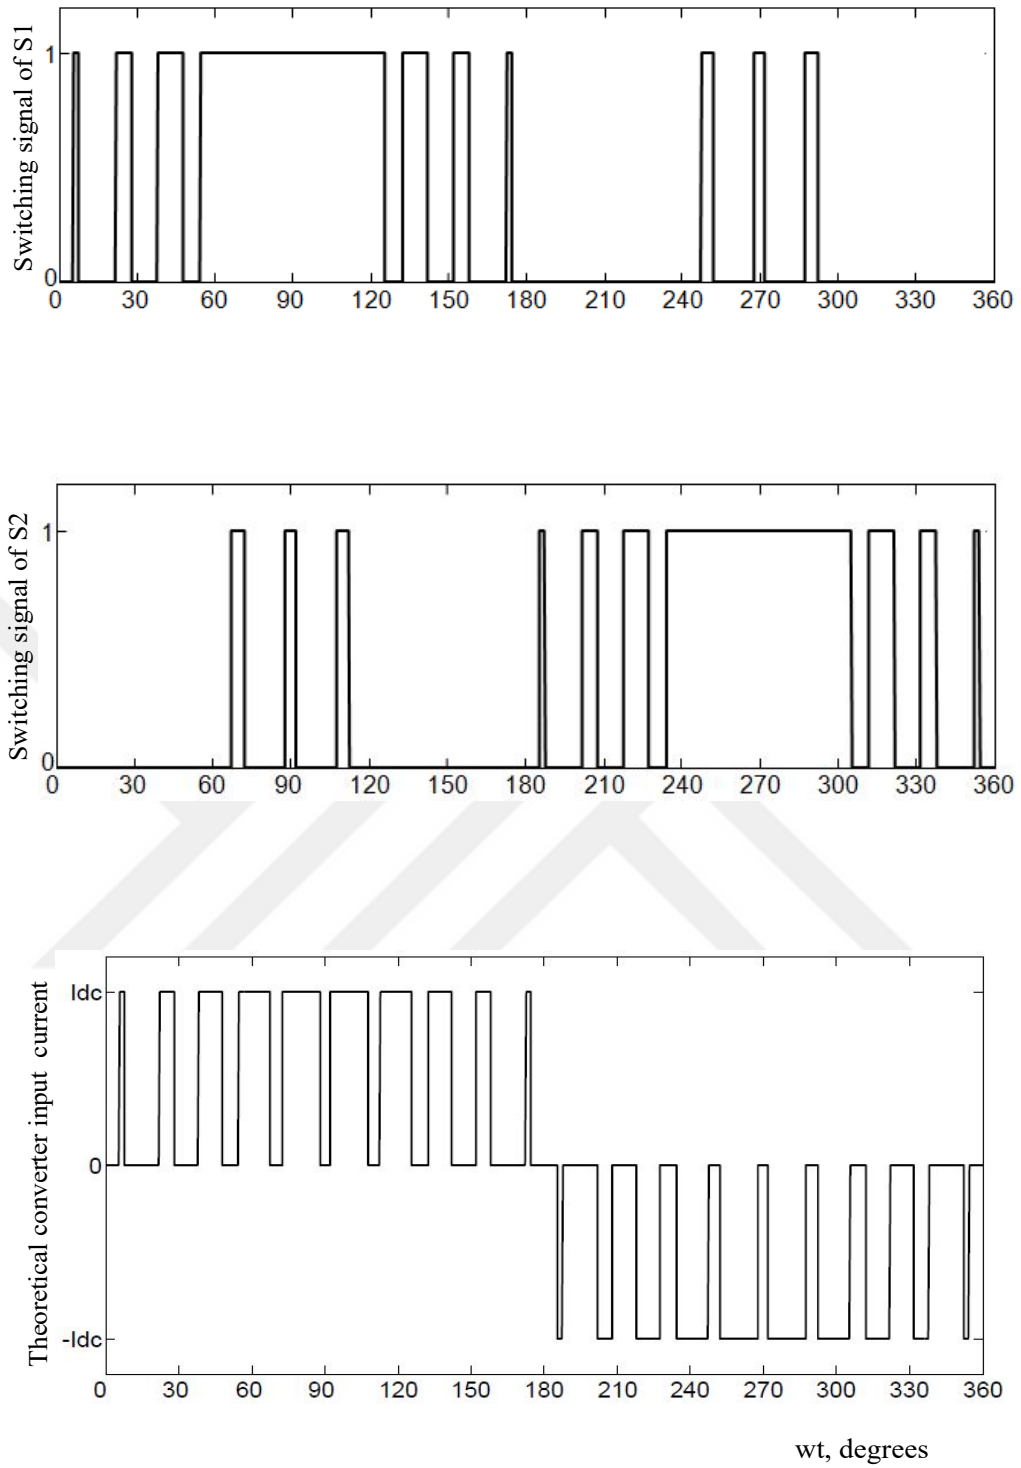 Switching signal of S1
1
0
0 30 60 90 120 150 180 210 240 270 300 330 360
Switching signal of S2
1
0
0 30 60 90 120 150 180 210 240 270 300 330 360
Theoretical converter input current
Idc
0
-Idc
0 30 60 90 120 150 180 210 240 270 300 330 360
wt, degrees